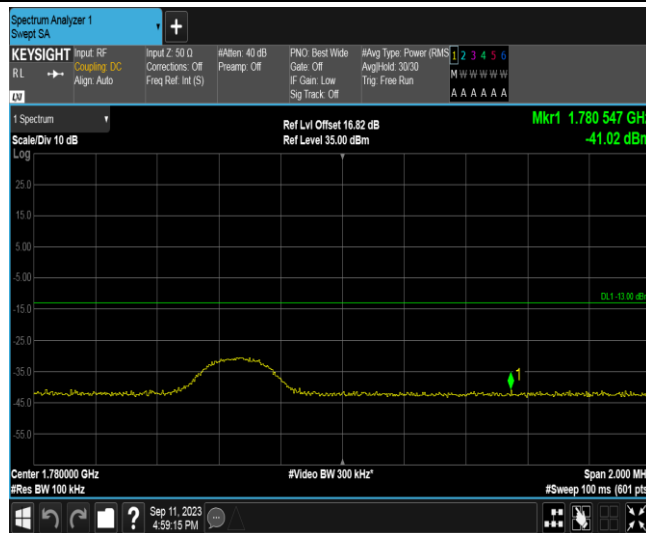 Spectrum Analyzer 1
Swept SA
+
KEYSIGHT
RL
LXI
Input: RF
Coupling: DC
Align: Auto
Input Z: 50 Ω
Corrections: Off
Freq Ref: Int (S)
#Atten: 40 dB
Preamp: Off
PNO: Best Wide
Gate: Off
IF Gain: Low
Sig Track: Off
#Avg Type: Power (RMS
Avg|Hold: 30/30
Trig: Free Run
1 2 3 4 5 6
M W W W W W
A A A A A A
1 Spectrum
Scale/Div 10 dB
Ref Lvl Offset 16.82 dB
Ref Level 35.00 dBm
Mkr1 1.780 547 GHz
-41.02 dBm
Log
25.0
15.0
5.00
-5.00
DL1 -13.00 dBm
-15.0
-25.0
-35.0
1
-45.0
-55.0
Center 1.780000 GHz
#Video BW 300 kHz*
Span 2.000 MH
#Res BW 100 kHz
#Sweep 100 ms (601 pts
?
Sep 11, 2023
4:59:15 PM